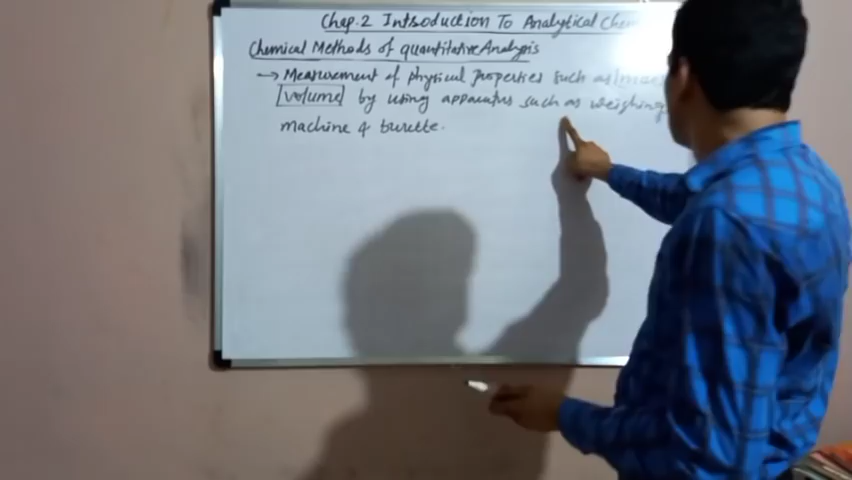 Chap.2 Introduction To Analytical Chem
Chemical Methods of quantitative Analysis
→ Measurement of physical properties such as mass
volume by using apparatus such as weighing
machine & burette.